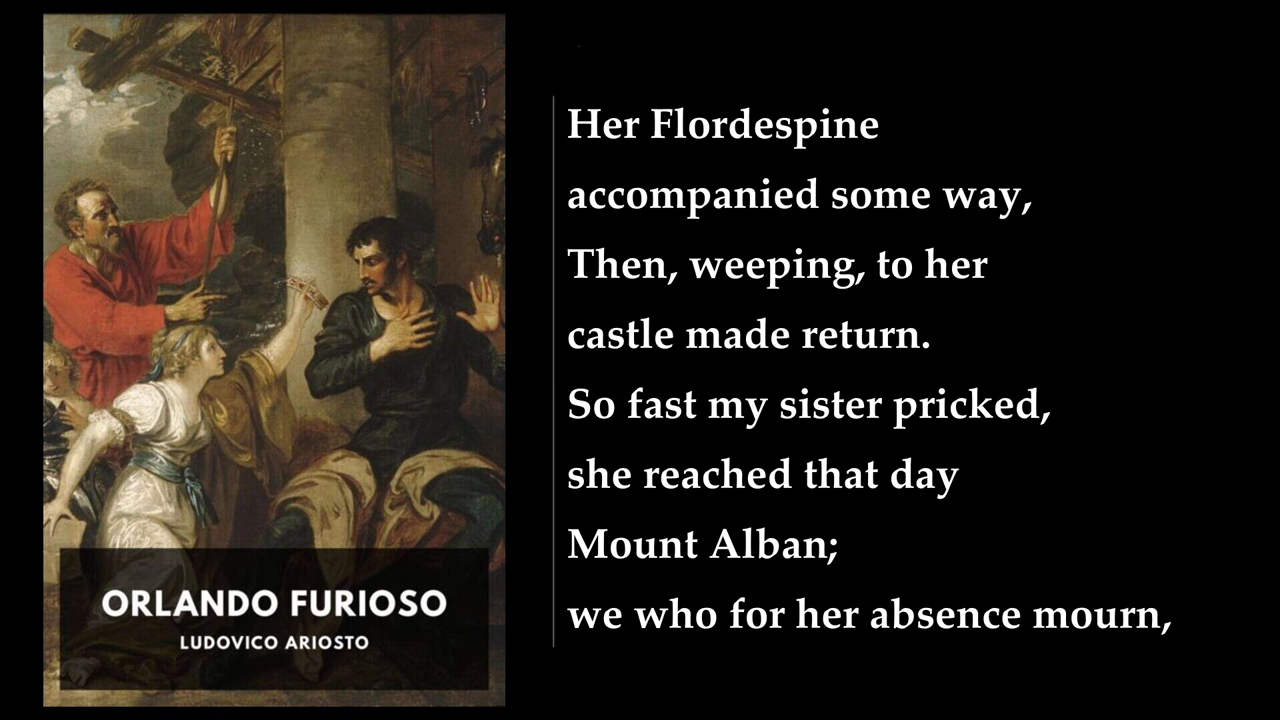 ORLANDO FURIOSO
LUDOVICO ARIOSTO
Her Flordespine
accompanied some way,
Then, weeping, to her
castle made return.
So fast my sister pricked,
she reached that day
Mount Alban;
we who for her absence mourn,